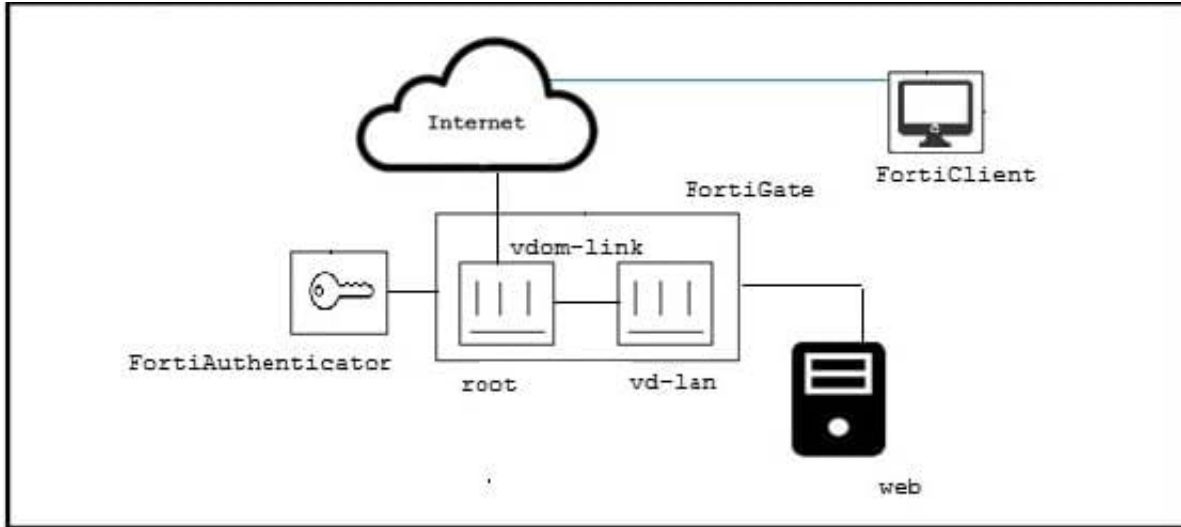 Internet
FortiClient
FortiGate
vdom-link
FortiAuthenticator
root
vd-lan
web